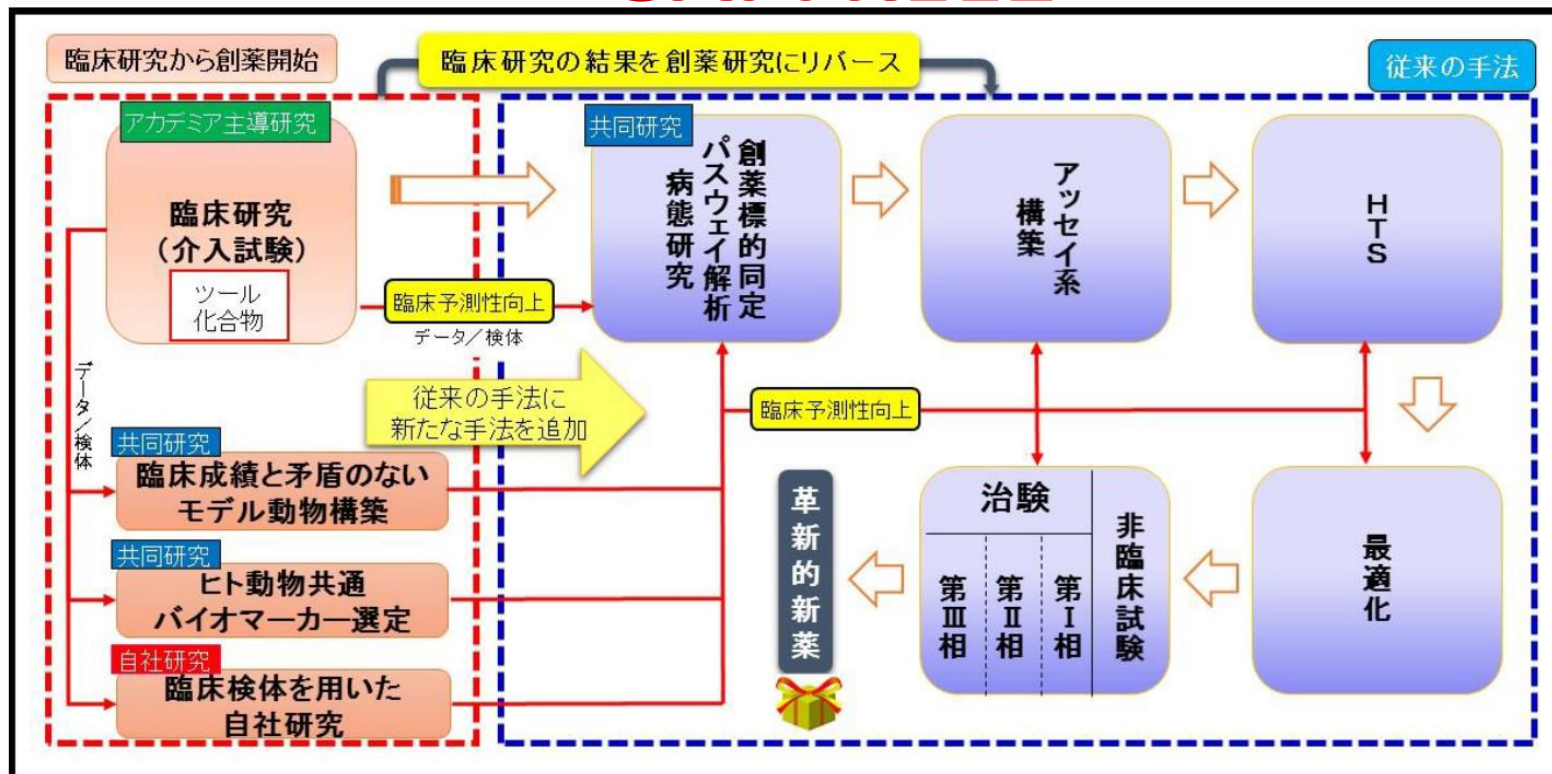 臨床研究から創薬開始
臨床研究の結果を創薬研究にリバース
従来の手法
アカデミア主導研究
臨床研究
(介入試験)
ツール
化合物
データ/検体
臨床予測性向上
データ/検体
従来の手法に
新たな手法を追加
共同研究
臨床成績と矛盾のない
モデル動物構築
共同研究
ヒト動物共通
バイオマーカー選定
自社研究
臨床検体を用いた
自社研究
共同研究
創薬標的同定
パスウェイ解析
病態研究
アッセイ系
構築
HTS
臨床予測性向上
最適化
非臨床試験
治験
第Ⅰ相
第Ⅱ相
第Ⅲ相
革新的新薬